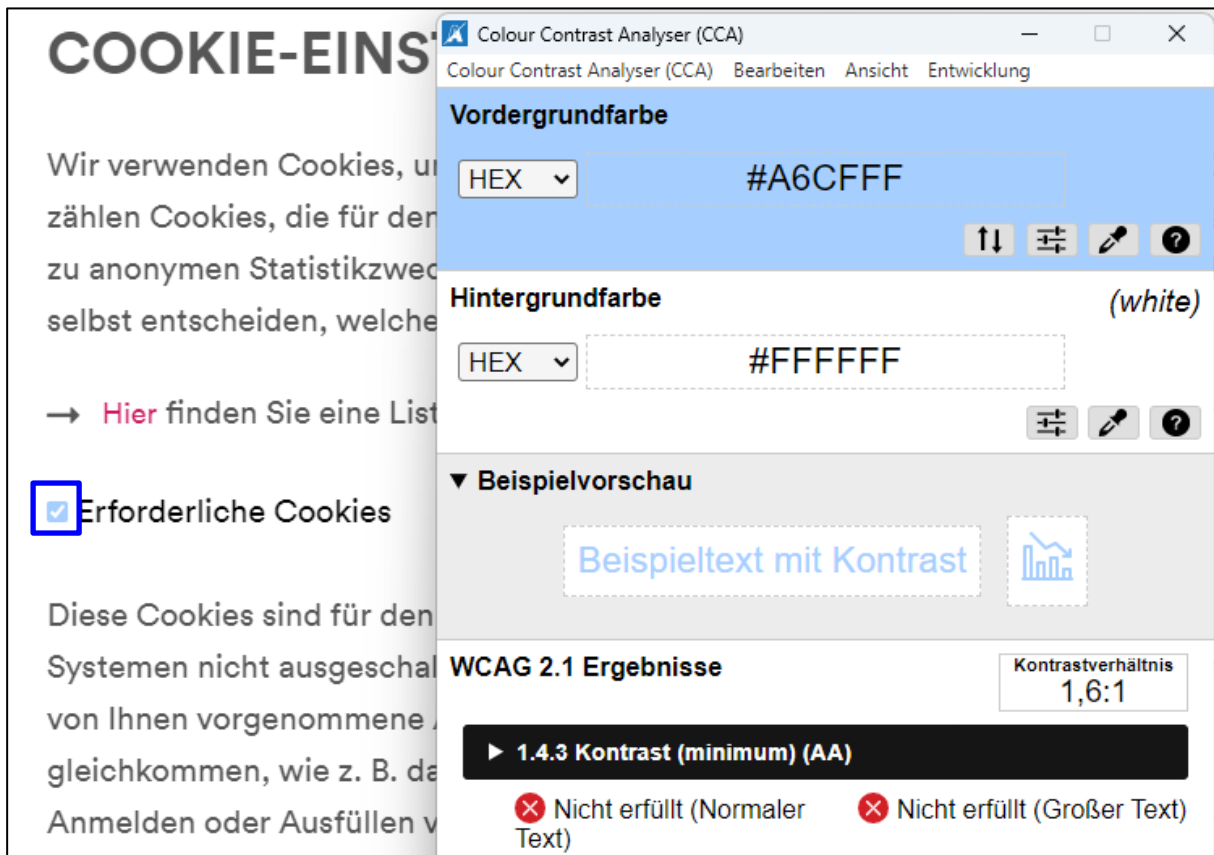 COOKIE-EINS
Wir verwenden Cookies, u
zählen Cookies, die für der
zu anonymen Statistikzwec
selbst entscheiden, welche
→ Hier finden Sie eine List
Erforderliche Cookies
Diese Cookies sind für den
Systemen nicht ausgeschal
von Ihnen vorgenommene
gleichkommen, wie z. B. da
Anmelden oder Ausfüllen v
Colour Contrast Analyser (CCA)
Colour Contrast Analyser (CCA) Bearbeiten Ansicht Entwicklung
Vordergrundfarbe
HEX #A6CFFF
Hintergrundfarbe (white)
HEX #FFFFFF
▼ Beispielvorschau
Beispieltext mit Kontrast
WCAG 2.1 Ergebnisse
Kontrastverhältnis
1,6:1
▶ 1.4.3 Kontrast (minimum) (AA)
Nicht erfüllt (Normaler
Text)
Nicht erfüllt (Großer Text)